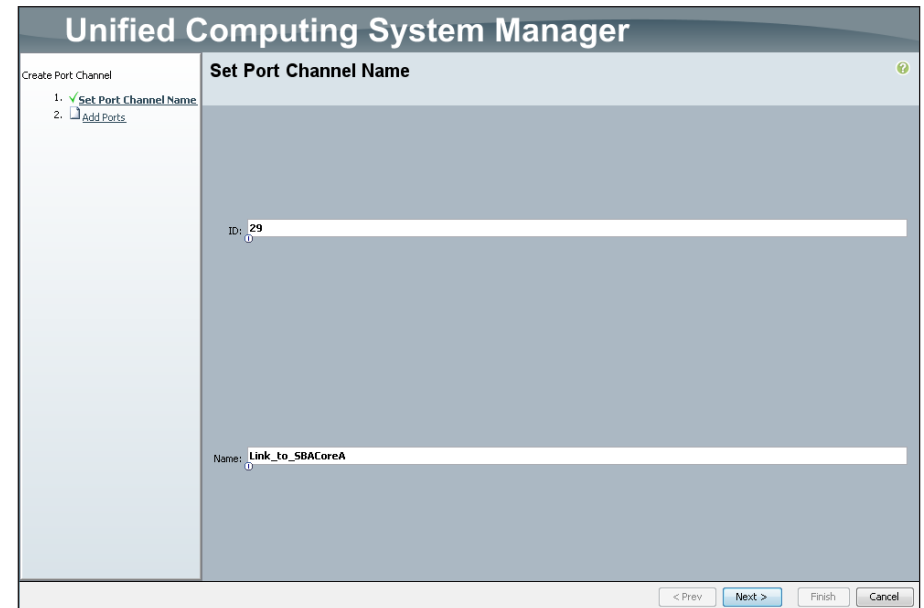 Unified Computing System Manager
Create Port Channel
1. Set Port Channel Name
2. Add Ports
Set Port Channel Name
?
ID: 29
Name: Link_to_SBACoreA
< Prev Next > Finish Cancel